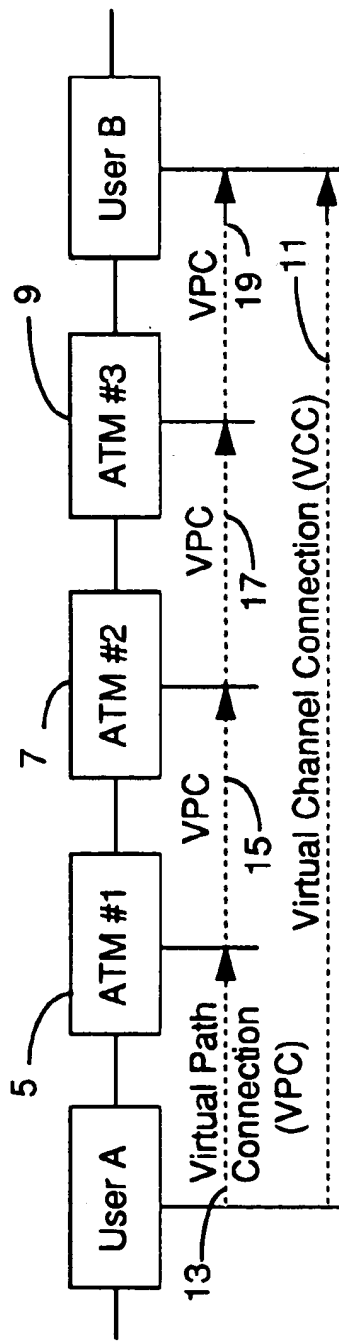 5
7
9
User A
ATM #1
ATM #2
ATM #3
User B
Virtual Path
Connection
(VPC)
VPC
VPC
VPC
13
15
17
19
Virtual Channel Connection (VCC)
11